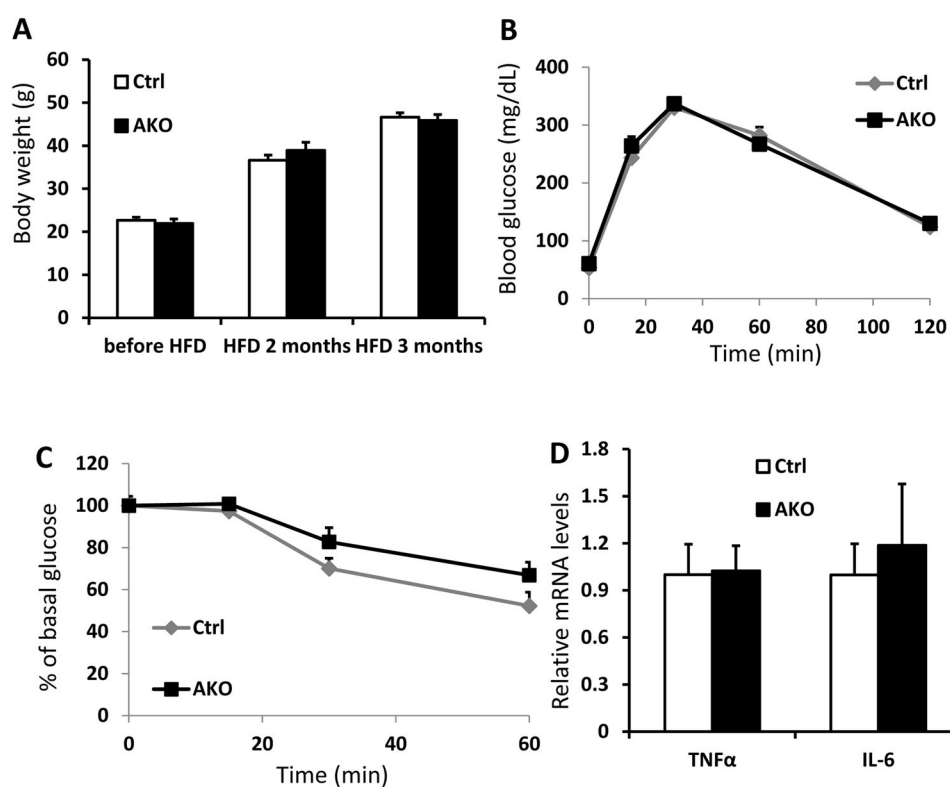 A
Body weight (g)
60
50
40
30
20
10
0
Ctrl
AKO
before HFD HFD 2 months HFD 3 months
B
Blood glucose (mg/dL)
400
300
200
100
0
Ctrl
AKO
0 20 40 60 80 100 120
Time (min)
C
% of basal glucose
120
100
80
60
40
20
0
Ctrl
AKO
0 20 40 60
Time (min)
D
Relative mRNA levels
1.8
1.5
1.2
0.9
0.6
0.3
0
Ctrl
AKO
TNFα IL-6